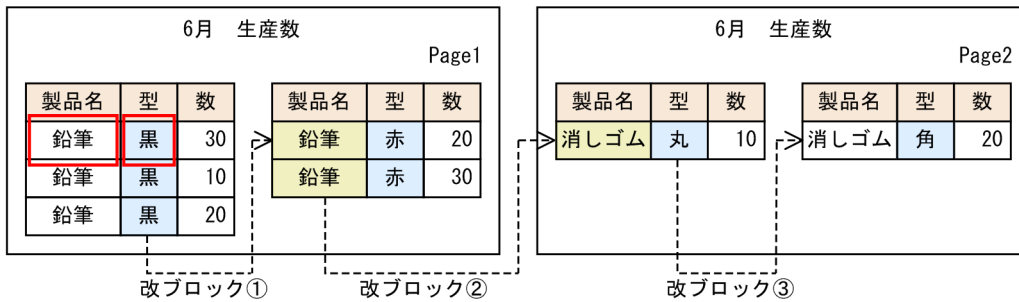 6月 生産数
Page1
製品名 型 数
鉛筆 黒 30
鉛筆 黒 10
鉛筆 黒 20
製品名 型 数
鉛筆 赤 20
鉛筆 赤 30
6月 生産数
Page2
製品名 型 数
消しゴム 丸 10
製品名 型 数
消しゴム 角 20
改ブロック①
改ブロック②
改ブロック③